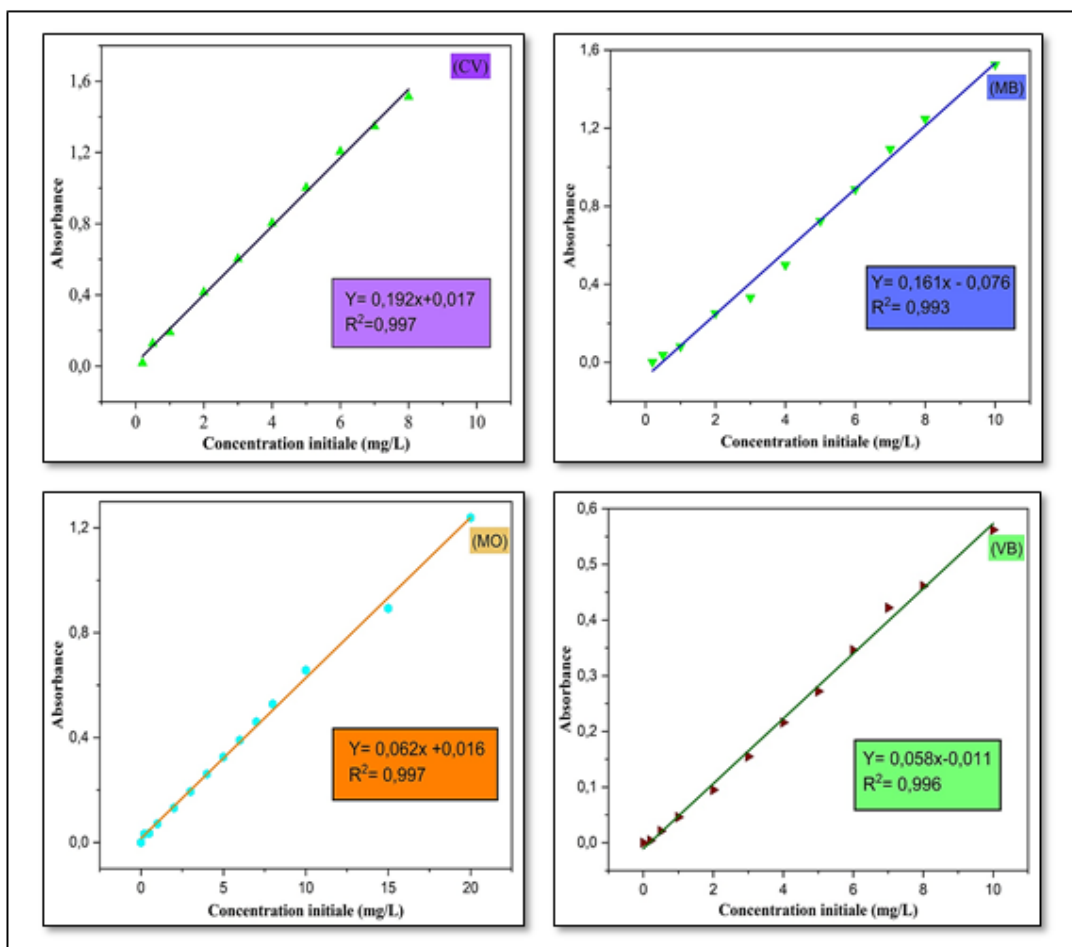 (CV)
Absorbance
1,6
1,2
0,8
0,4
0,0
Y= 0,192x+0,017
R²=0,997
0 2 4 6 8 10
Concentration initiale (mg/L)
(MB)
Absorbance
1,6
1,2
0,8
0,4
0,0
Y= 0,161x - 0,076
R²= 0,993
0 2 4 6 8 10
Concentration initiale (mg/L)
(MO)
Absorbance
1,2
0,8
0,4
0,0
Y= 0,062x +0,016
R²= 0,997
0 5 10 15 20
Concentration initiale (mg/L)
(VB)
Absorbance
0,6
0,5
0,4
0,3
0,2
0,1
0,0
Y= 0,058x-0,011
R²= 0,996
0 2 4 6 8 10
Concentration initiale (mg/L)